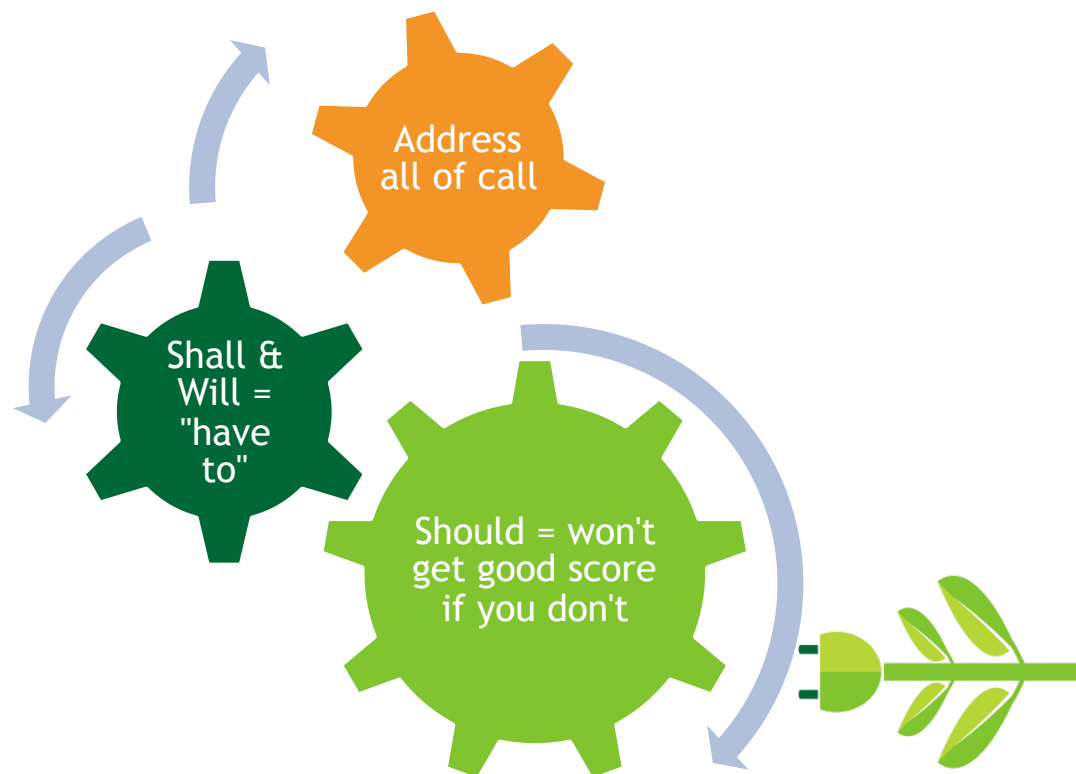 Address
all of call
Shall &
Will =
"have
to"
Should = won't
get good score
if you don't